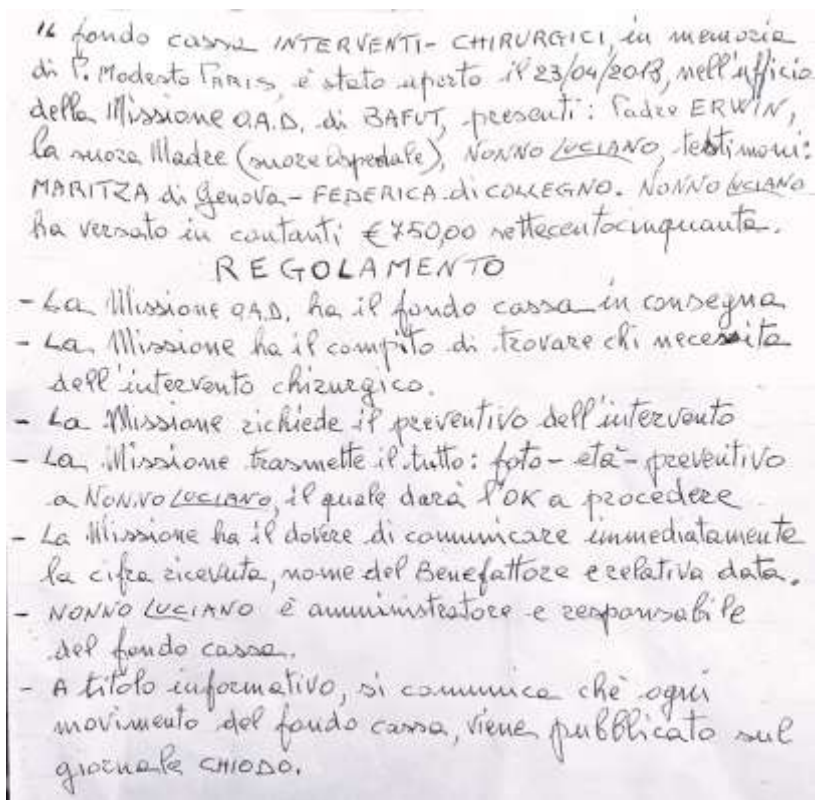 Il fondo cassa INTERVENTI- CHIRURGICI, in memoria
di P. Modesto PARIS, è stato aperto il 23/04/2018, nell'ufficio
della Missione O.A.D. di BAFUT, presenti: Padre ERWIN,
la suora Madre (suore ospedale), NONNO LUCIANO, testimoni:
MARITZA di Genova - FEDERICA di COLLEGNO. NONNO LUCIANO
ha versato in contanti € 750,00 settecentocinquanta.
REGOLAMENTO
- La Missione O.A.D. ha il fondo cassa in consegna
- La Missione ha il compito di trovare chi necessita
dell'intervento chirurgico.
- La Missione richiede il preventivo dell'intervento
- La Missione trasmette il tutto: foto - età - preventivo
a NONNO LUCIANO, il quale darà l'OK a procedere
- La Missione ha il dovere di comunicare immediatamente
la cifra ricevuta, nome del Benefattore e relativa data.
- NONNO LUCIANO è amministratore e responsabile
del fondo cassa.
- A titolo informativo, si comunica che ogni
movimento del fondo cassa, viene pubblicato sul
giornale CHIODO.